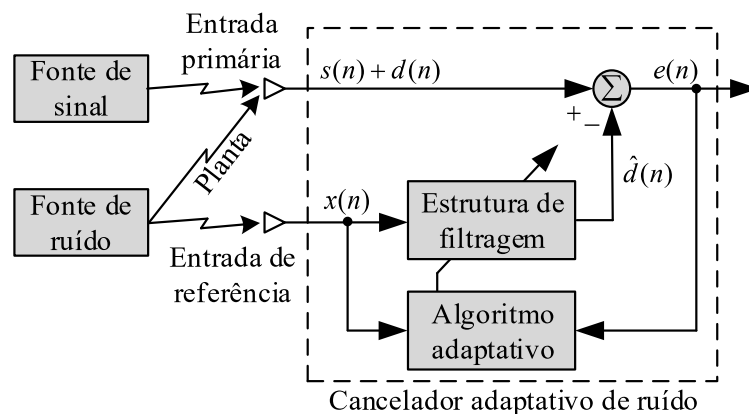 Entrada
primária
Fonte de
sinal
s(n) + d(n)
Σ
e(n)
+
−
Planta
d̂(n)
Fonte de
ruído
x(n)
Estrutura de
filtragem
Entrada de
referência
Algoritmo
adaptativo
Cancelador adaptativo de ruído